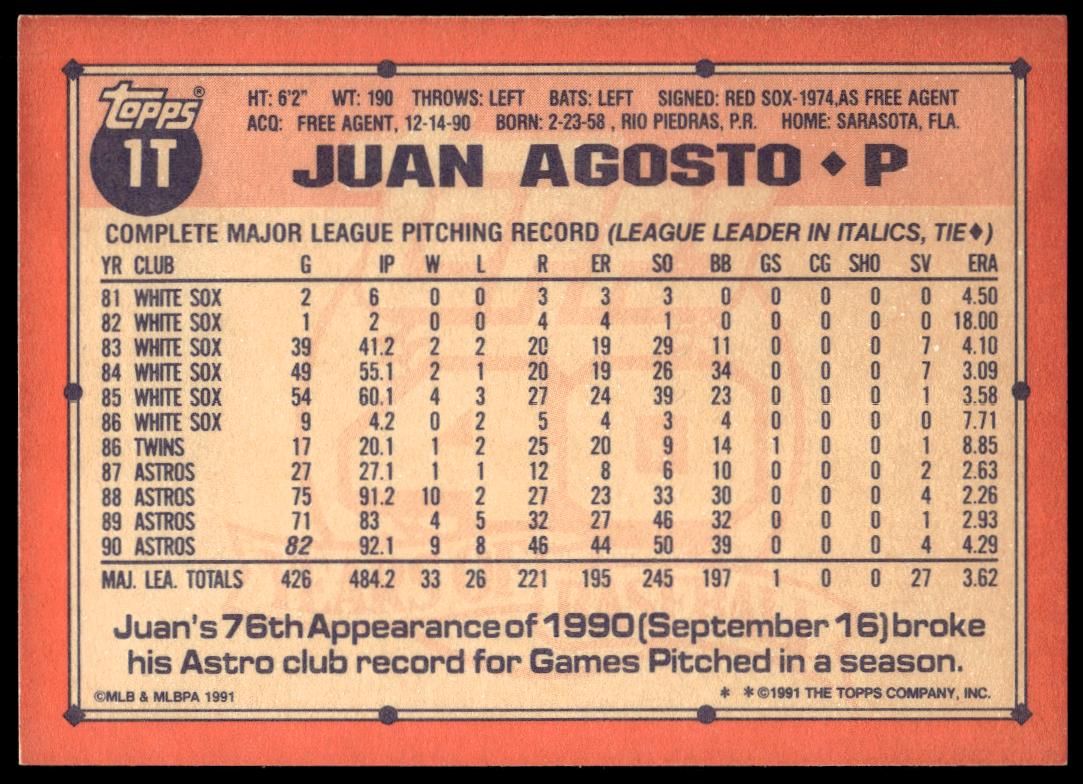 Topps®
1T
HT: 6'2" WT: 190 THROWS: LEFT BATS: LEFT SIGNED: RED SOX-1974,AS FREE AGENT
ACQ: FREE AGENT, 12-14-90 BORN: 2-23-58 , RIO PIEDRAS, P.R. HOME: SARASOTA, FLA.
JUAN AGOSTO ♦ P
COMPLETE MAJOR LEAGUE PITCHING RECORD (LEAGUE LEADER IN ITALICS, TIE♦)
YR CLUB G IP W L R ER SO BB GS CG SHO SV ERA
81 WHITE SOX 2 6 0 0 3 3 3 0 0 0 0 0 4.50
82 WHITE SOX 1 2 0 0 4 4 1 0 0 0 0 0 18.00
83 WHITE SOX 39 41.2 2 2 20 19 29 11 0 0 0 7 4.10
84 WHITE SOX 49 55.1 2 1 20 19 26 34 0 0 0 7 3.09
85 WHITE SOX 54 60.1 4 3 27 24 39 23 0 0 0 1 3.58
86 WHITE SOX 9 4.2 0 2 5 4 3 4 0 0 0 0 7.71
86 TWINS 17 20.1 1 2 25 20 9 14 1 0 0 1 8.85
87 ASTROS 27 27.1 1 1 12 8 6 10 0 0 0 2 2.63
88 ASTROS 75 91.2 10 2 27 23 33 30 0 0 0 4 2.26
89 ASTROS 71 83 4 5 32 27 46 32 0 0 0 1 2.93
90 ASTROS 82 92.1 9 8 46 44 50 39 0 0 0 4 4.29
MAJ. LEA. TOTALS 426 484.2 33 26 221 195 245 197 1 0 0 27 3.62
Juan's 76th Appearance of 1990 (September 16) broke
his Astro club record for Games Pitched in a season.
©MLB & MLBPA 1991
* *©1991 THE TOPPS COMPANY, INC.